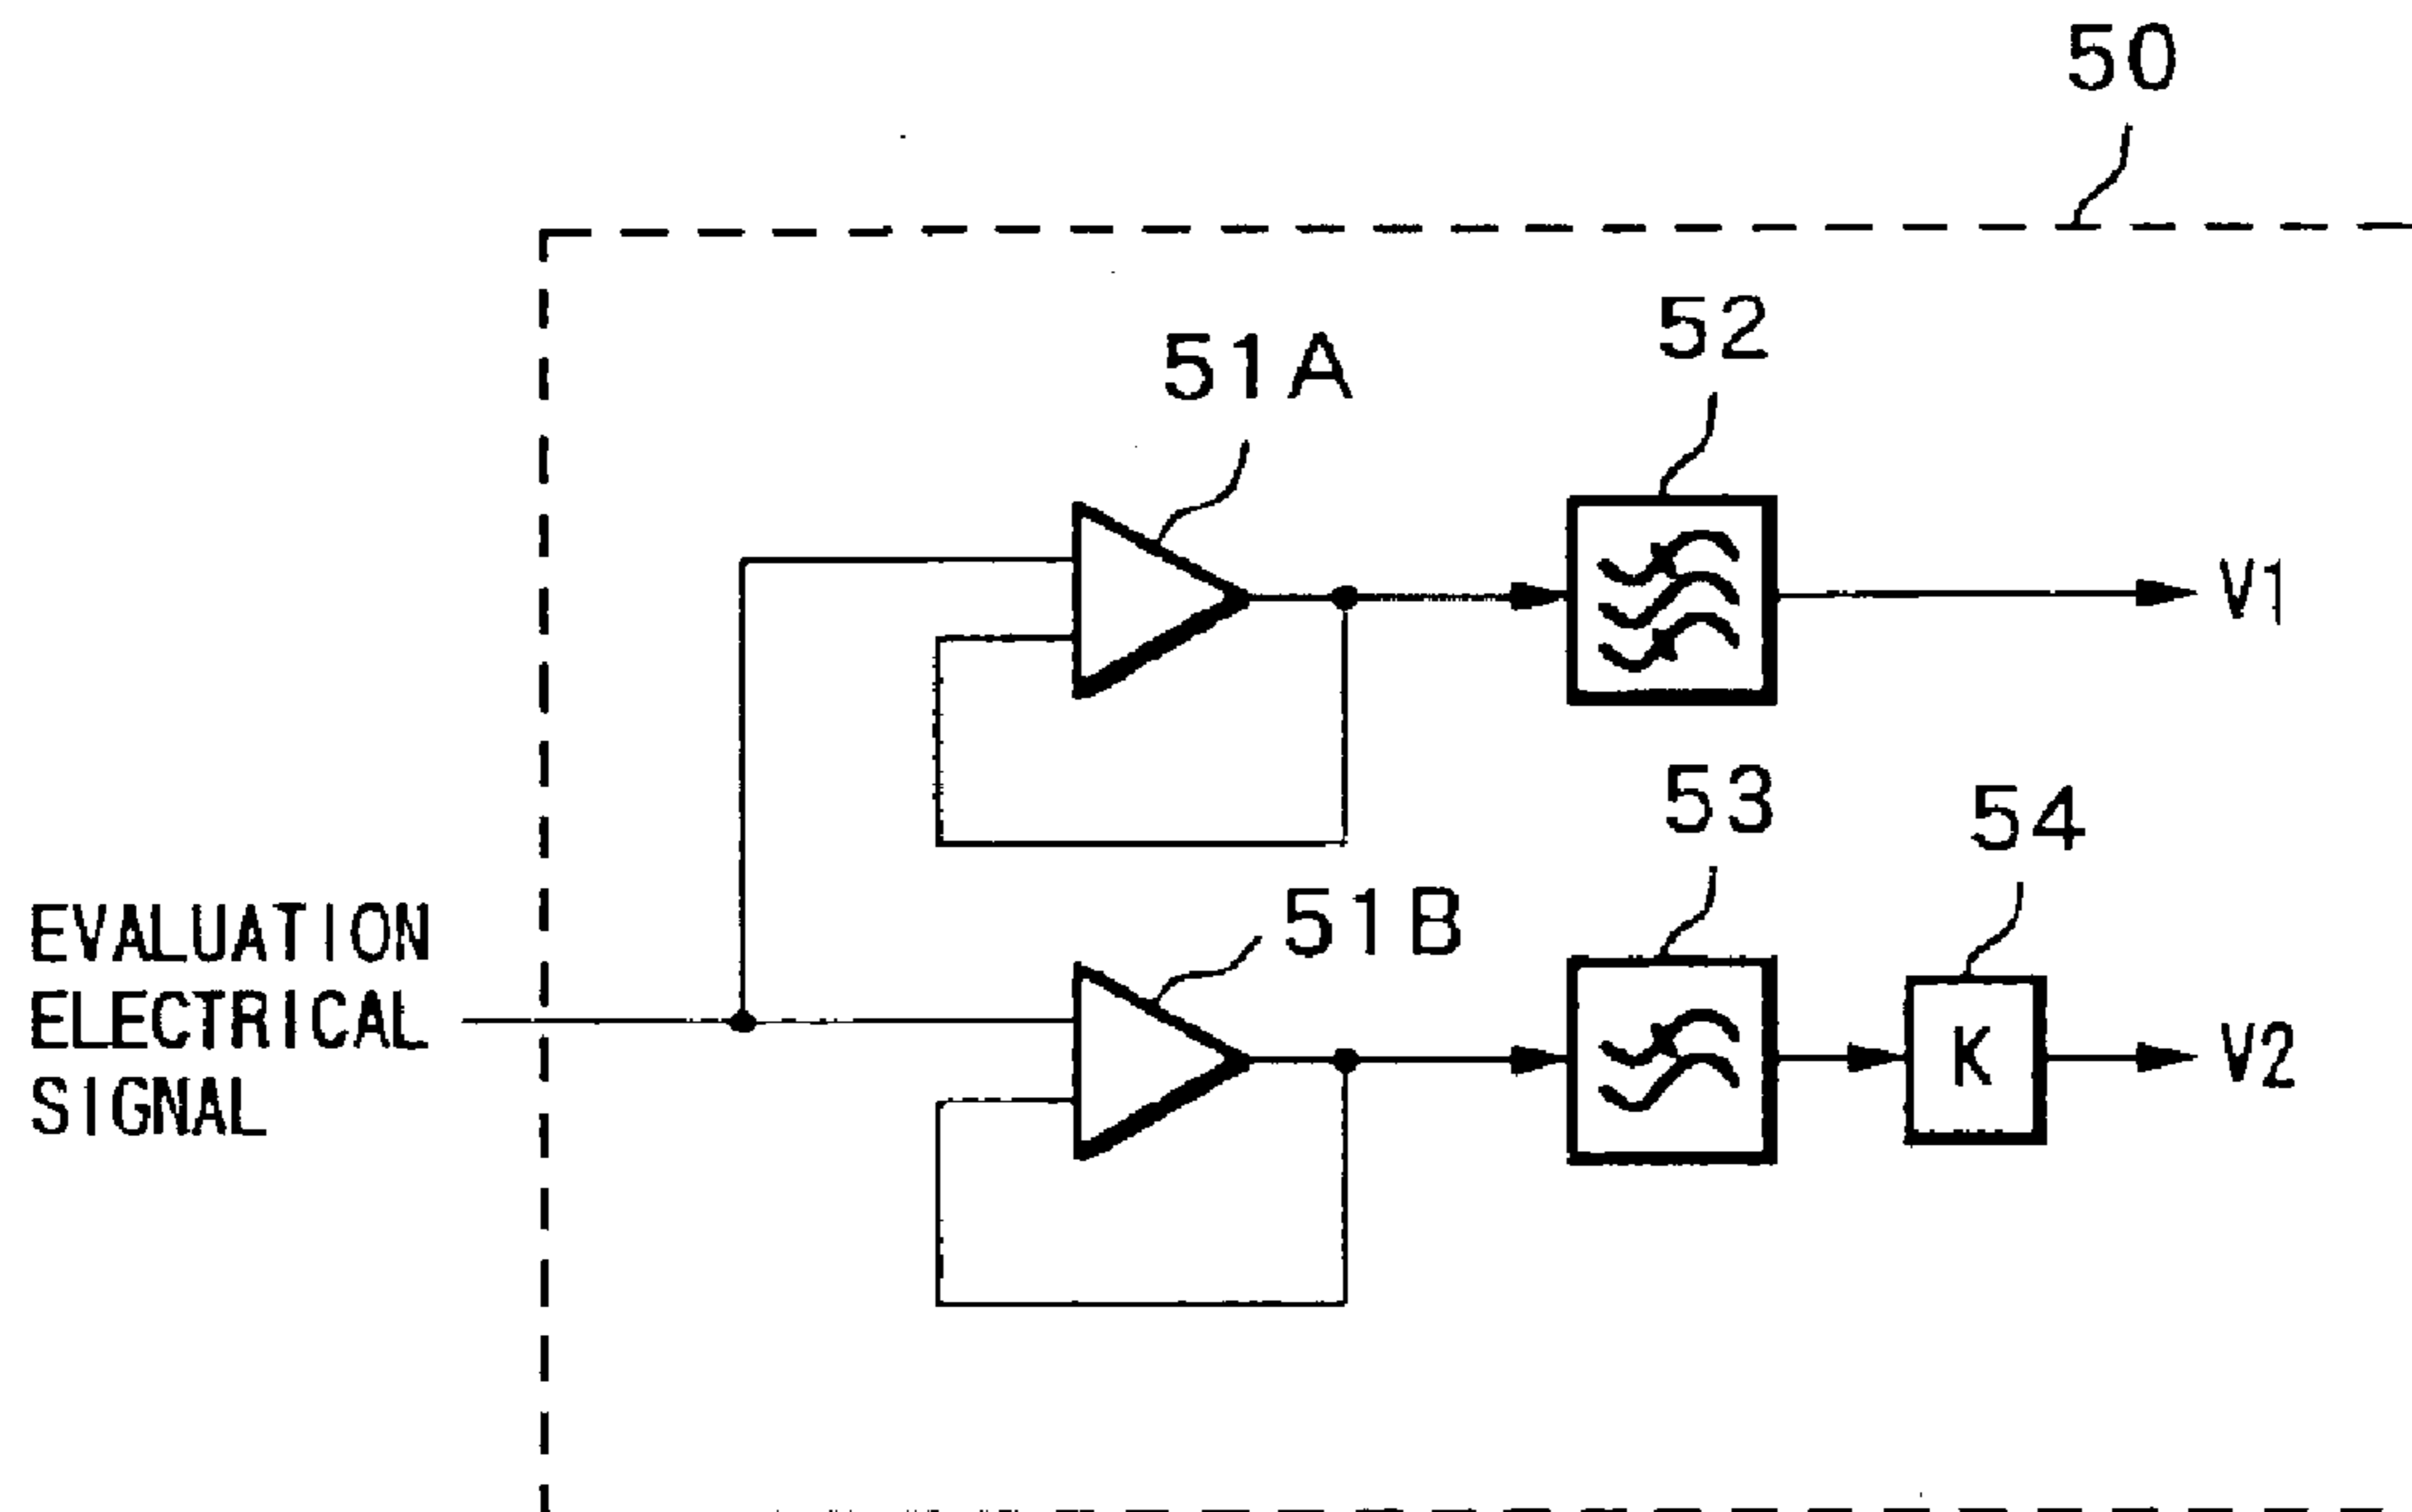 50
52
51A
V1
53
54
51B
EVALUATION
ELECTRICAL
SIGNAL
K
V2